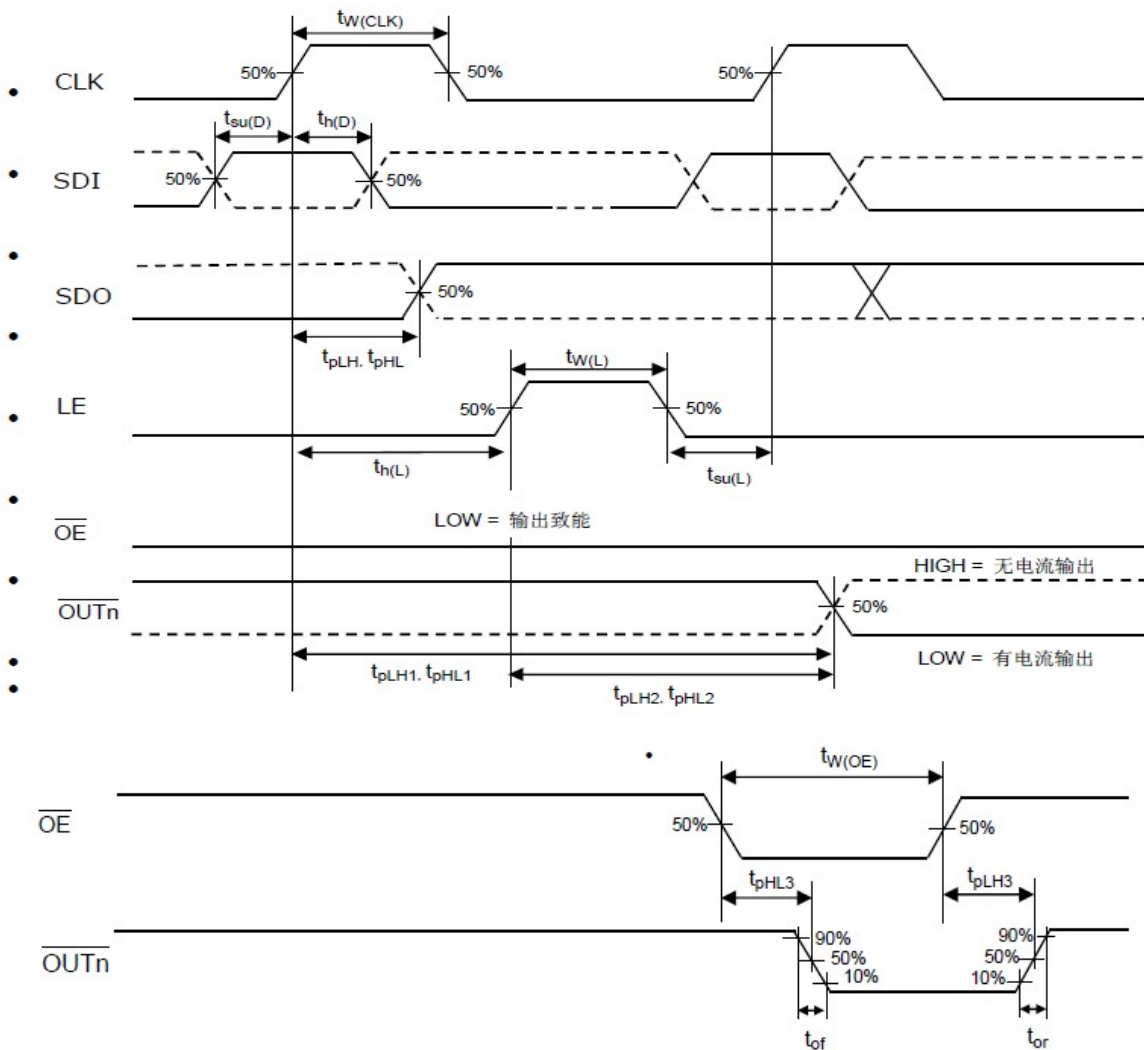 tW(CLK)
CLK
50%
50%
50%
tsu(D)
th(D)
SDI
50%
50%
SDO
50%
tpLH. tpHL
tW(L)
LE
50%
50%
th(L)
tsu(L)
LOW = 输出致能
OE
HIGH = 无电流输出
OUTn
50%
LOW = 有电流输出
tpLH1. tpHL1
tpLH2. tpHL2
tW(OE)
OE
50%
50%
tpHL3
tpLH3
OUTn
90%
50%
10%
90%
50%
10%
tof
tor